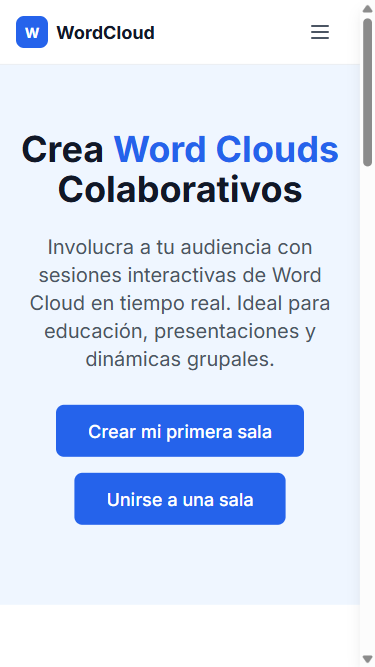 W WordCloud
Crea Word Clouds
Colaborativos
Involucra a tu audiencia con
sesiones interactivas de Word
Cloud en tiempo real. Ideal para
educación, presentaciones y
dinámicas grupales.
Crear mi primera sala
Unirse a una sala